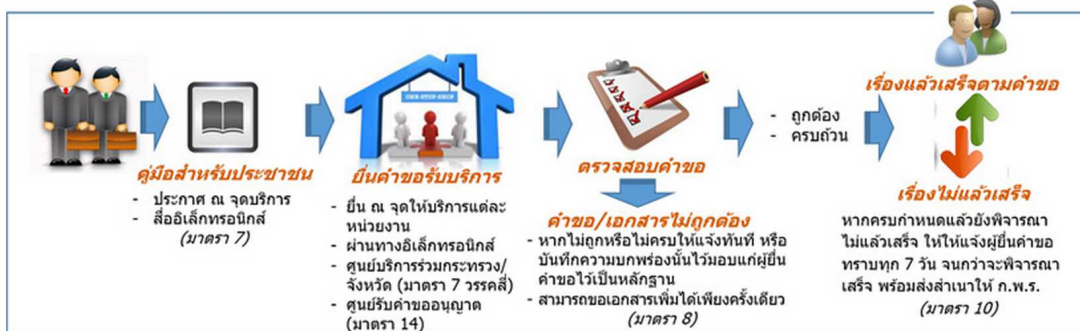 คู่มือสำหรับประชาชน
- ประกาศ ณ จุดบริการ
- สื่ออิเล็กทรอนิกส์
(มาตรา 7)
ONE-STOP-SHOP
ยื่นคำขอรับบริการ
- ยื่น ณ จุดให้บริการแต่ละ
หน่วยงาน
- ผ่านทางอิเล็กทรอนิกส์
- ศูนย์บริการร่วมกระทรวง/
จังหวัด (มาตรา 7 วรรคสี่)
- ศูนย์รับคำขออนุญาต
(มาตรา 14)
ตรวจสอบคำขอ
คำขอ/เอกสารไม่ถูกต้อง
- หากไม่ถูกหรือไม่ครบให้แจ้งทันที หรือ
บันทึกความบกพร่องนั้นไว้มอบแก่ผู้ยื่น
คำขอไว้เป็นหลักฐาน
- สามารถขอเอกสารเพิ่มได้เพียงครั้งเดียว
(มาตรา 8)
- ถูกต้อง
- ครบถ้วน
เรื่องแล้วเสร็จตามคำขอ
เรื่องไม่แล้วเสร็จ
หากครบกำหนดแล้วยังพิจารณา
ไม่แล้วเสร็จ ให้ให้แจ้งผู้ยื่นคำขอ
ทราบทุก 7 วัน จนกว่าจะพิจารณา
เสร็จ พร้อมส่งสำเนาให้ ก.พ.ร.
(มาตรา 10)